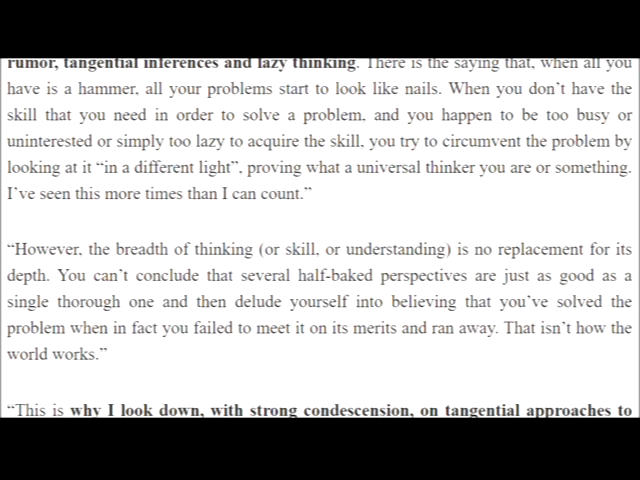 rumor, tangential inferences and lazy thinking. There is the saying that, when all you
have is a hammer, all your problems start to look like nails. When you don’t have the
skill that you need in order to solve a problem, and you happen to be too busy or
uninterested or simply too lazy to acquire the skill, you try to circumvent the problem by
looking at it “in a different light”, proving what a universal thinker you are or something.
I’ve seen this more times than I can count.”
“However, the breadth of thinking (or skill, or understanding) is no replacement for its
depth. You can’t conclude that several half-baked perspectives are just as good as a
single thorough one and then delude yourself into believing that you’ve solved the
problem when in fact you failed to meet it on its merits and ran away. That isn’t how the
world works.”
“This is why I look down, with strong condescension, on tangential approaches to